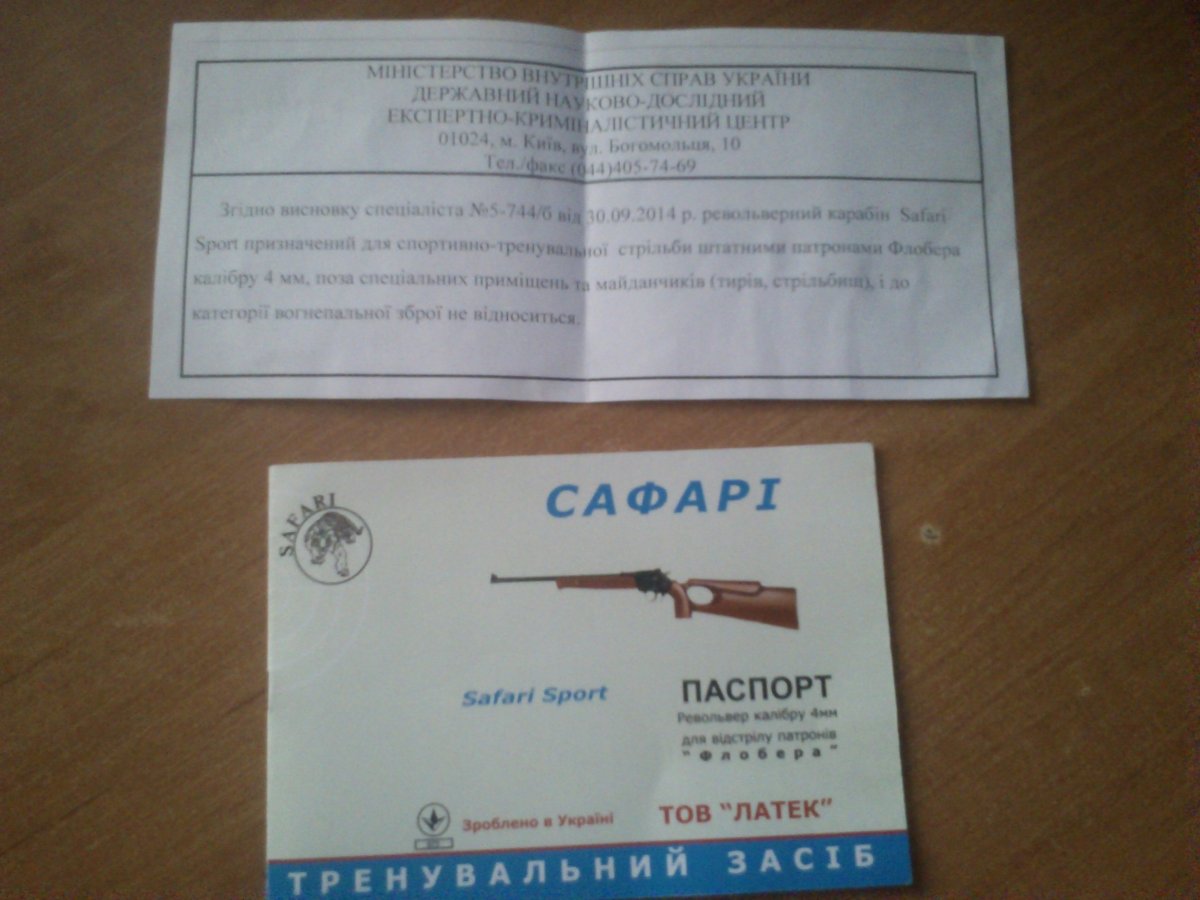 МІНІСТЕРСТВО ВНУТРІШНІХ СПРАВ УКРАЇНИ
ДЕРЖАВНИЙ НАУКОВО-ДОСЛІДНИЙ
ЕКСПЕРТНО-КРИМІНАЛІСТИЧНИЙ ЦЕНТР
01024, м. Київ, вул. Богомольця, 10
Тел./факс (044)405-74-69
Згідно висновку спеціаліста №5-744/б від 30.09.2014 р. револьверний карабін Safari
Sport призначений для спортивно-тренувальної стрільби штатними патронами Флобера
калібру 4 мм, поза спеціальних приміщень та майданчиків (тирів, стрільбищ), і до
категорії вогнепальної зброї не відноситься.
SAFARI
САФАРІ
Safari Sport
ПАСПОРТ
Револьвер калібру 4мм
для відстрілу патронів
"Флобера"
Зроблено в Україні
ТОВ "ЛАТЕК"
ТРЕНУВАЛЬНИЙ ЗАСІБ